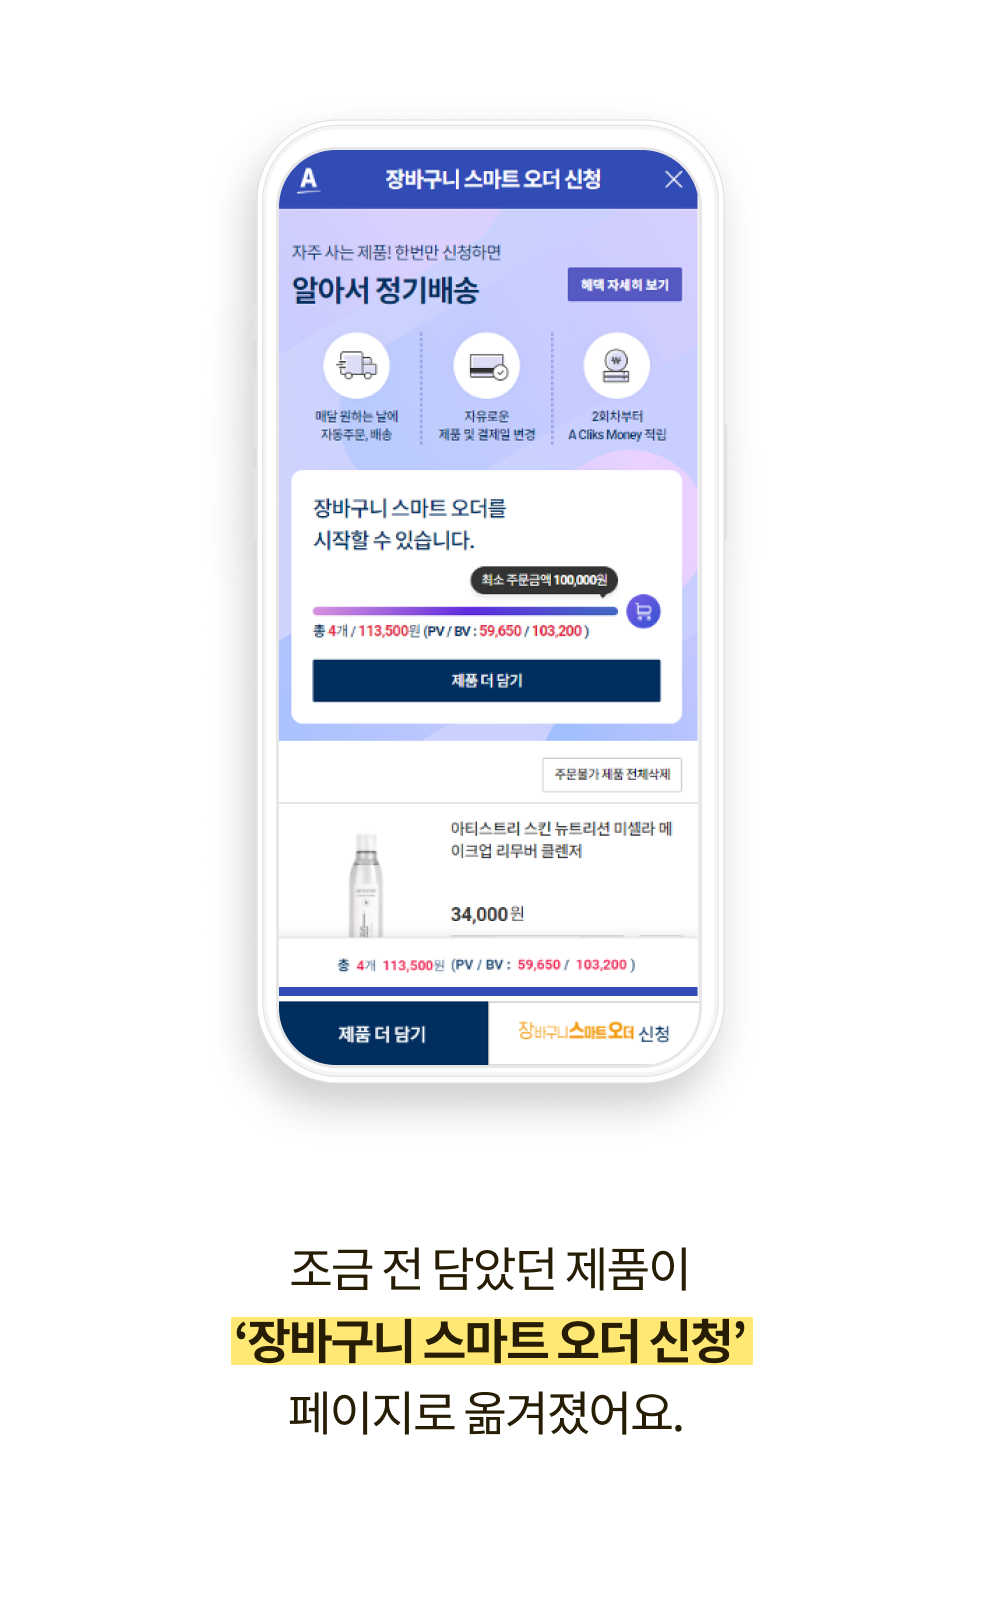 A
장바구니 스마트 오더 신청
자주 사는 제품! 한번만 신청하면
알아서 정기배송
혜택 자세히 보기
매달 원하는 날에
자동주문, 배송
자유로운
제품 및 결제일 변경
₩
2회차부터
A Cliks Money 적립
장바구니 스마트 오더를
시작할 수 있습니다.
최소 주문금액 100,000원
총 4개 / 113,500원 (PV / BV : 59,650 / 103,200 )
제품 더 담기
주문불가 제품 전체삭제
아티스트리 스킨 뉴트리션 미셀라 메
이크업 리무버 클렌저
34,000원
총 4개 113,500원 (PV / BV : 59,650 / 103,200 )
제품 더 담기
장바구니스마트오더 신청
조금 전 담았던 제품이
‘장바구니 스마트 오더 신청’
페이지로 옮겨졌어요.